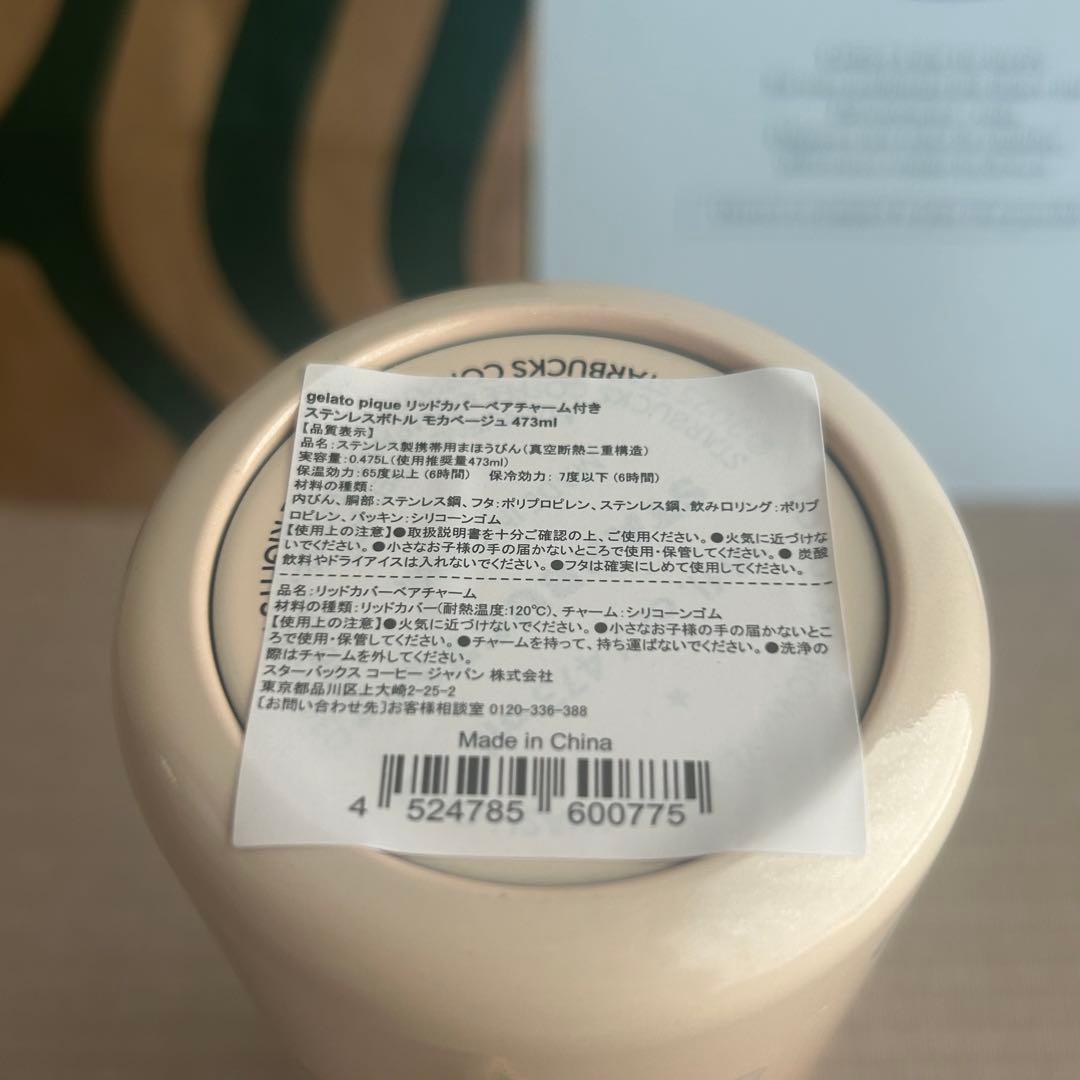 STARBUCKS CO
gelato pique リッドカバーベアチャーム付き
ステンレスボトル モカベージュ 473ml
【品質表示】
品名:ステンレス製携帯用まほうびん(真空断熱二重構造)
実容量:0.475L(使用推奨量473ml)
保温効力:65度以上(6時間) 保冷効力:7度以下(6時間)
材料の種類:
内びん、胴部:ステンレス鋼、フタ:ポリプロピレン、ステンレス鋼、飲み口リング:ポリプ
ロピレン、パッキン:シリコーンゴム
【使用上の注意】●取扱説明書を十分ご確認の上、ご使用ください。●火気に近づけな
いでください。●小さなお子様の手の届かないところで使用・保管してください。● 炭酸
飲料やドライアイスは入れないでください。●フタは確実にしめて使用してください。
品名:リッドカバーベアチャーム
材料の種類:リッドカバー(耐熱温度:120℃)、チャーム:シリコーンゴム
【使用上の注意】●火気に近づけないでください。●小さなお子様の手の届かないとこ
ろで使用・保管してください。●チャームを持って、持ち運ばないでください。●洗浄の
際はチャームを外してください。
スターバックス コーヒー ジャパン 株式会社
東京都品川区上大崎2-25-2
〔お問い合わせ先〕お客様相談室 0120-336-388
Made in China
4 524785 600775